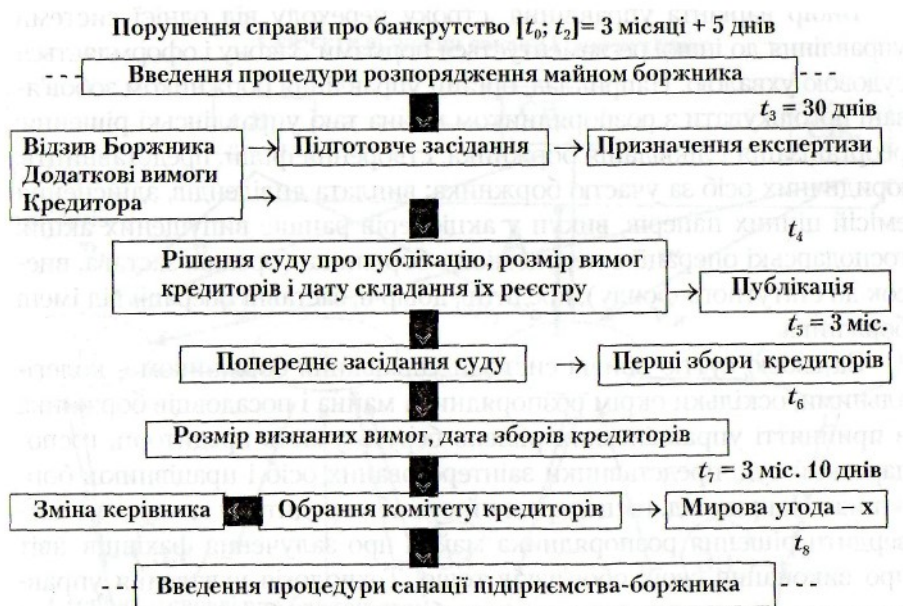 Порушення справи про банкрутство [t₀; t₂]= 3 місяці + 5 днів
Введення процедури розпорядження майном боржника
t = 30 днів
Відзив Боржника
Додаткові вимоги
Кредитора
→ Підготовче засідання → Призначення експертизи
→
t₄
Рішення суду про публікацію, розмір вимог
кредиторів і дату складання їх реєстру
→ Публікація
t₅ = 3 міс.
Попереднє засідання суду → Перші збори кредиторів
t₆
Розмір визнаних вимог, дата зборів кредиторів
t₇ = 3 міс. 10 днів
Зміна керівника Обрання комітету кредиторів → Мирова угода – х
t₈
Введення процедури санації підприємства-боржника